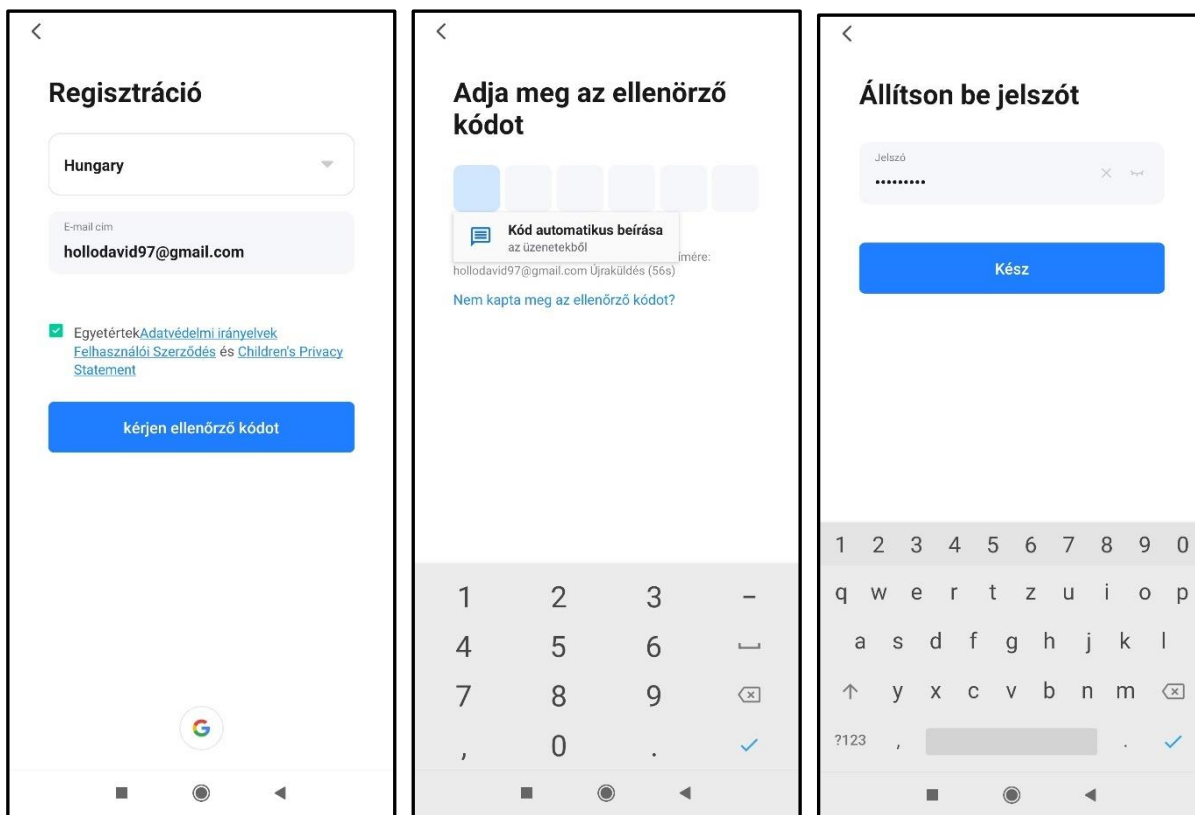 Regisztráció
Hungary
E-mail cím
hollodavid97@gmail.com
EgyetértekAdatvédelmi irányelvek
Felhasználói Szerződés és Children's Privacy
Statement
kérjen ellenőrző kódot
G
Adja meg az ellenörző
kódot
Kód automatikus beírása
az üzenetekből
ímére:
hollodavid97@gmail.com Újraküldés (56s)
Nem kapta meg az ellenőrző kódot?
1 2 3 –
4 5 6
7 8 9
, 0 .
Állítson be jelszót
Jelszó
•••••••••
Kész
1 2 3 4 5 6 7 8 9 0
q w e r t z u i o p
a s d f g h j k l
y x c v b n m
?123 , .